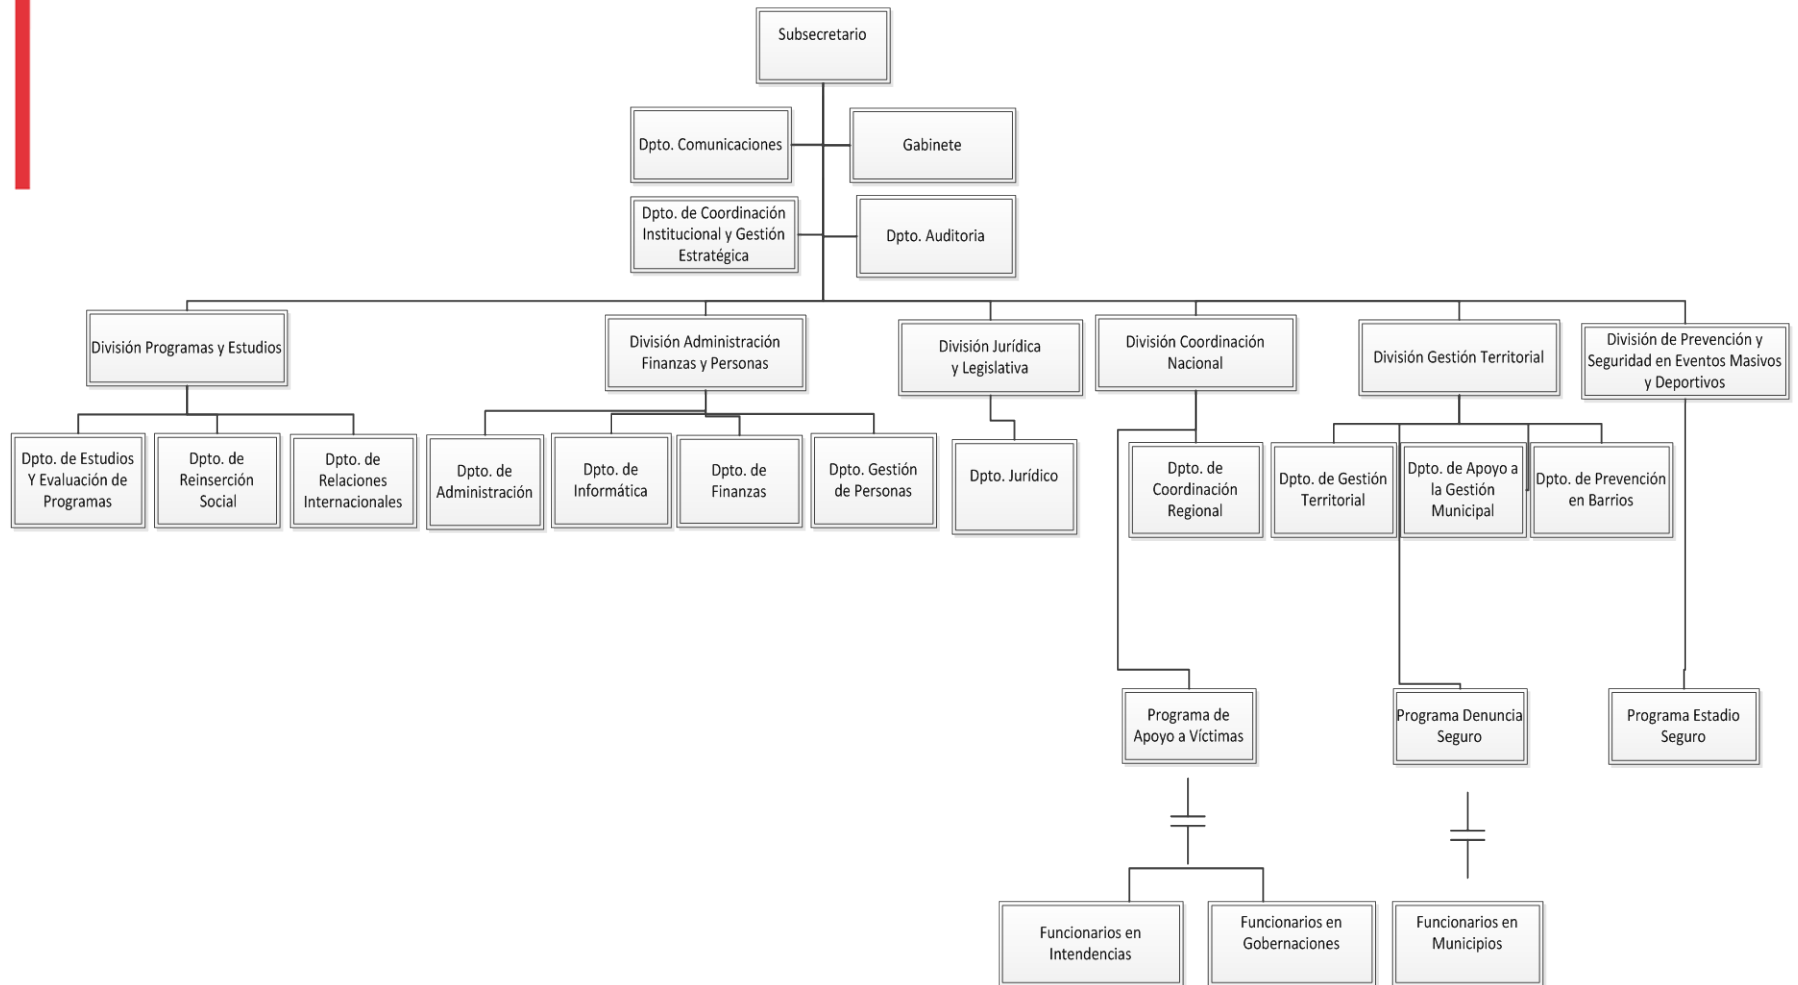 Subsecretario
Dpto. Comunicaciones
Gabinete
Dpto. de Coordinación
Institucional y Gestión
Estratégica
Dpto. Auditoria
División Programas y Estudios
División Administración
Finanzas y Personas
División Jurídica
y Legislativa
División Coordinación
Nacional
División Gestión Territorial
División de Prevención y
Seguridad en Eventos Masivos
y Deportivos
Dpto. de Estudios
Y Evaluación de
Programas
Dpto. de
Reinserción
Social
Dpto. de
Relaciones
Internacionales
Dpto. de
Administración
Dpto. de
Informática
Dpto. de
Finanzas
Dpto. Gestión
de Personas
Dpto. Jurídico
Dpto. de
Coordinación
Regional
Dpto. de Gestión
Territorial
Dpto. de Apoyo a
la Gestión
Municipal
Dpto. de Prevención
en Barrios
Programa de
Apoyo a Víctimas
Programa Denuncia
Seguro
Programa Estadio
Seguro
Funcionarios en
Intendencias
Funcionarios en
Gobernaciones
Funcionarios en
Municipios